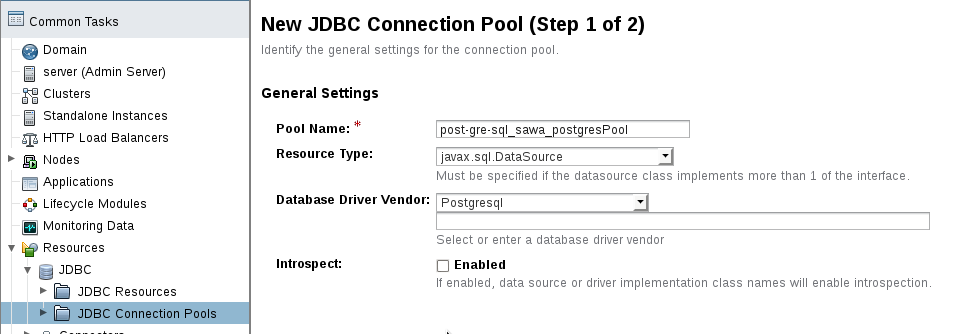 Common Tasks
Domain
server (Admin Server)
Clusters
Standalone Instances
HTTP Load Balancers
Nodes
Applications
Lifecycle Modules
Monitoring Data
Resources
JDBC
JDBC Resources
JDBC Connection Pools
New JDBC Connection Pool (Step 1 of 2)
Identify the general settings for the connection pool.
General Settings
Pool Name: *
post-gre-sql_sawa_postgresPool
Resource Type:
javax.sql.DataSource
Must be specified if the datasource class implements more than 1 of the interface.
Database Driver Vendor:
Postgresql
Select or enter a database driver vendor
Introspect:
Enabled
If enabled, data source or driver implementation class names will enable introspection.